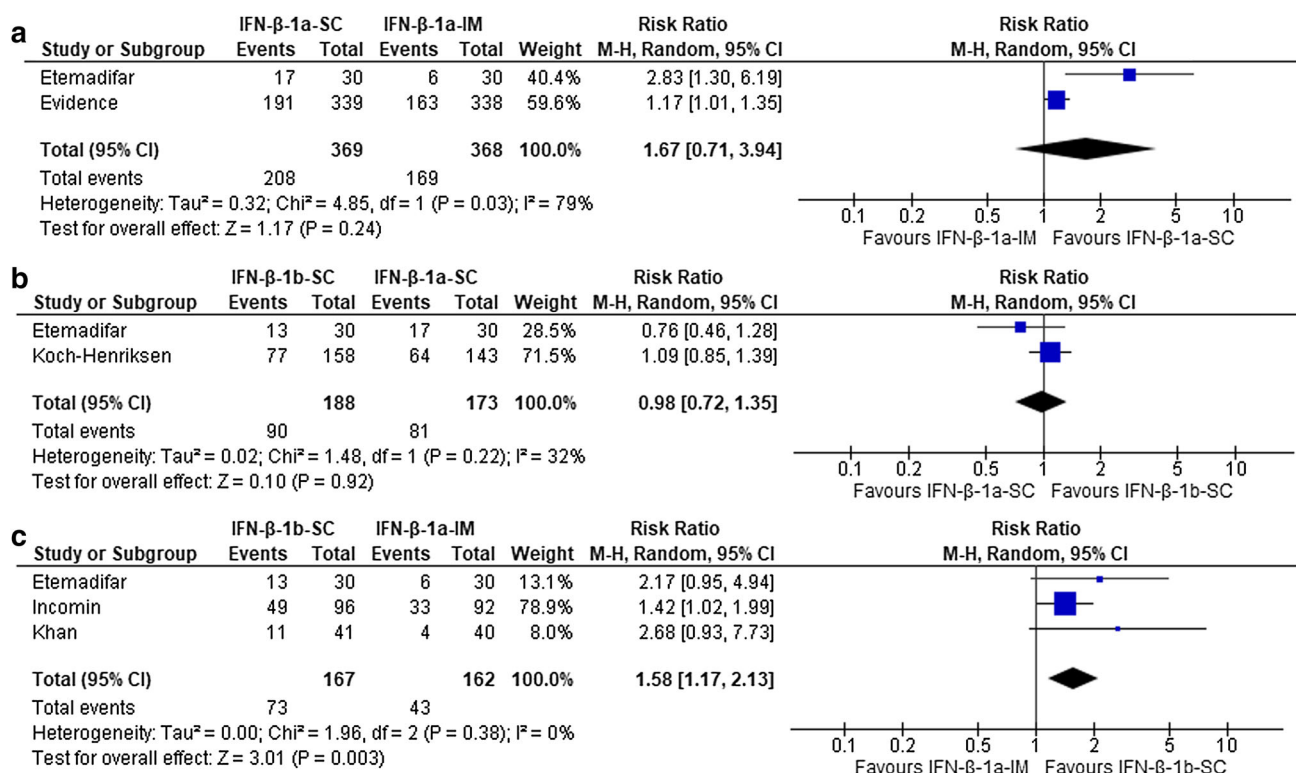 a
IFN-β-1a-SC IFN-β-1a-IM Risk Ratio Risk Ratio
Study or Subgroup Events Total Events Total Weight M-H, Random, 95% CI M-H, Random, 95% CI
Etemadifar 17 30 6 30 40.4% 2.83 [1.30, 6.19]
Evidence 191 339 163 338 59.6% 1.17 [1.01, 1.35]
Total (95% CI) 369 368 100.0% 1.67 [0.71, 3.94]
Total events 208 169
Heterogeneity: Tau² = 0.32; Chi² = 4.85, df = 1 (P = 0.03); I² = 79%
Test for overall effect: Z = 1.17 (P = 0.24)
0.1 0.2 0.5 1 2 5 10
Favours IFN-β-1a-IM Favours IFN-β-1a-SC
b
IFN-β-1b-SC IFN-β-1a-SC Risk Ratio Risk Ratio
Study or Subgroup Events Total Events Total Weight M-H, Random, 95% CI M-H, Random, 95% CI
Etemadifar 13 30 17 30 28.5% 0.76 [0.46, 1.28]
Koch-Henriksen 77 158 64 143 71.5% 1.09 [0.85, 1.39]
Total (95% CI) 188 173 100.0% 0.98 [0.72, 1.35]
Total events 90 81
Heterogeneity: Tau² = 0.02; Chi² = 1.48, df = 1 (P = 0.22); I² = 32%
Test for overall effect: Z = 0.10 (P = 0.92)
0.1 0.2 0.5 1 2 5 10
Favours IFN-β-1a-SC Favours IFN-β-1b-SC
c
IFN-β-1b-SC IFN-β-1a-IM Risk Ratio Risk Ratio
Study or Subgroup Events Total Events Total Weight M-H, Random, 95% CI M-H, Random, 95% CI
Etemadifar 13 30 6 30 13.1% 2.17 [0.95, 4.94]
Incomin 49 96 33 92 78.9% 1.42 [1.02, 1.99]
Khan 11 41 4 40 8.0% 2.68 [0.93, 7.73]
Total (95% CI) 167 162 100.0% 1.58 [1.17, 2.13]
Total events 73 43
Heterogeneity: Tau² = 0.00; Chi² = 1.96, df = 2 (P = 0.38); I² = 0%
Test for overall effect: Z = 3.01 (P = 0.003)
0.1 0.2 0.5 1 2 5 10
Favours IFN-β-1a-IM Favours IFN-β-1b-SC